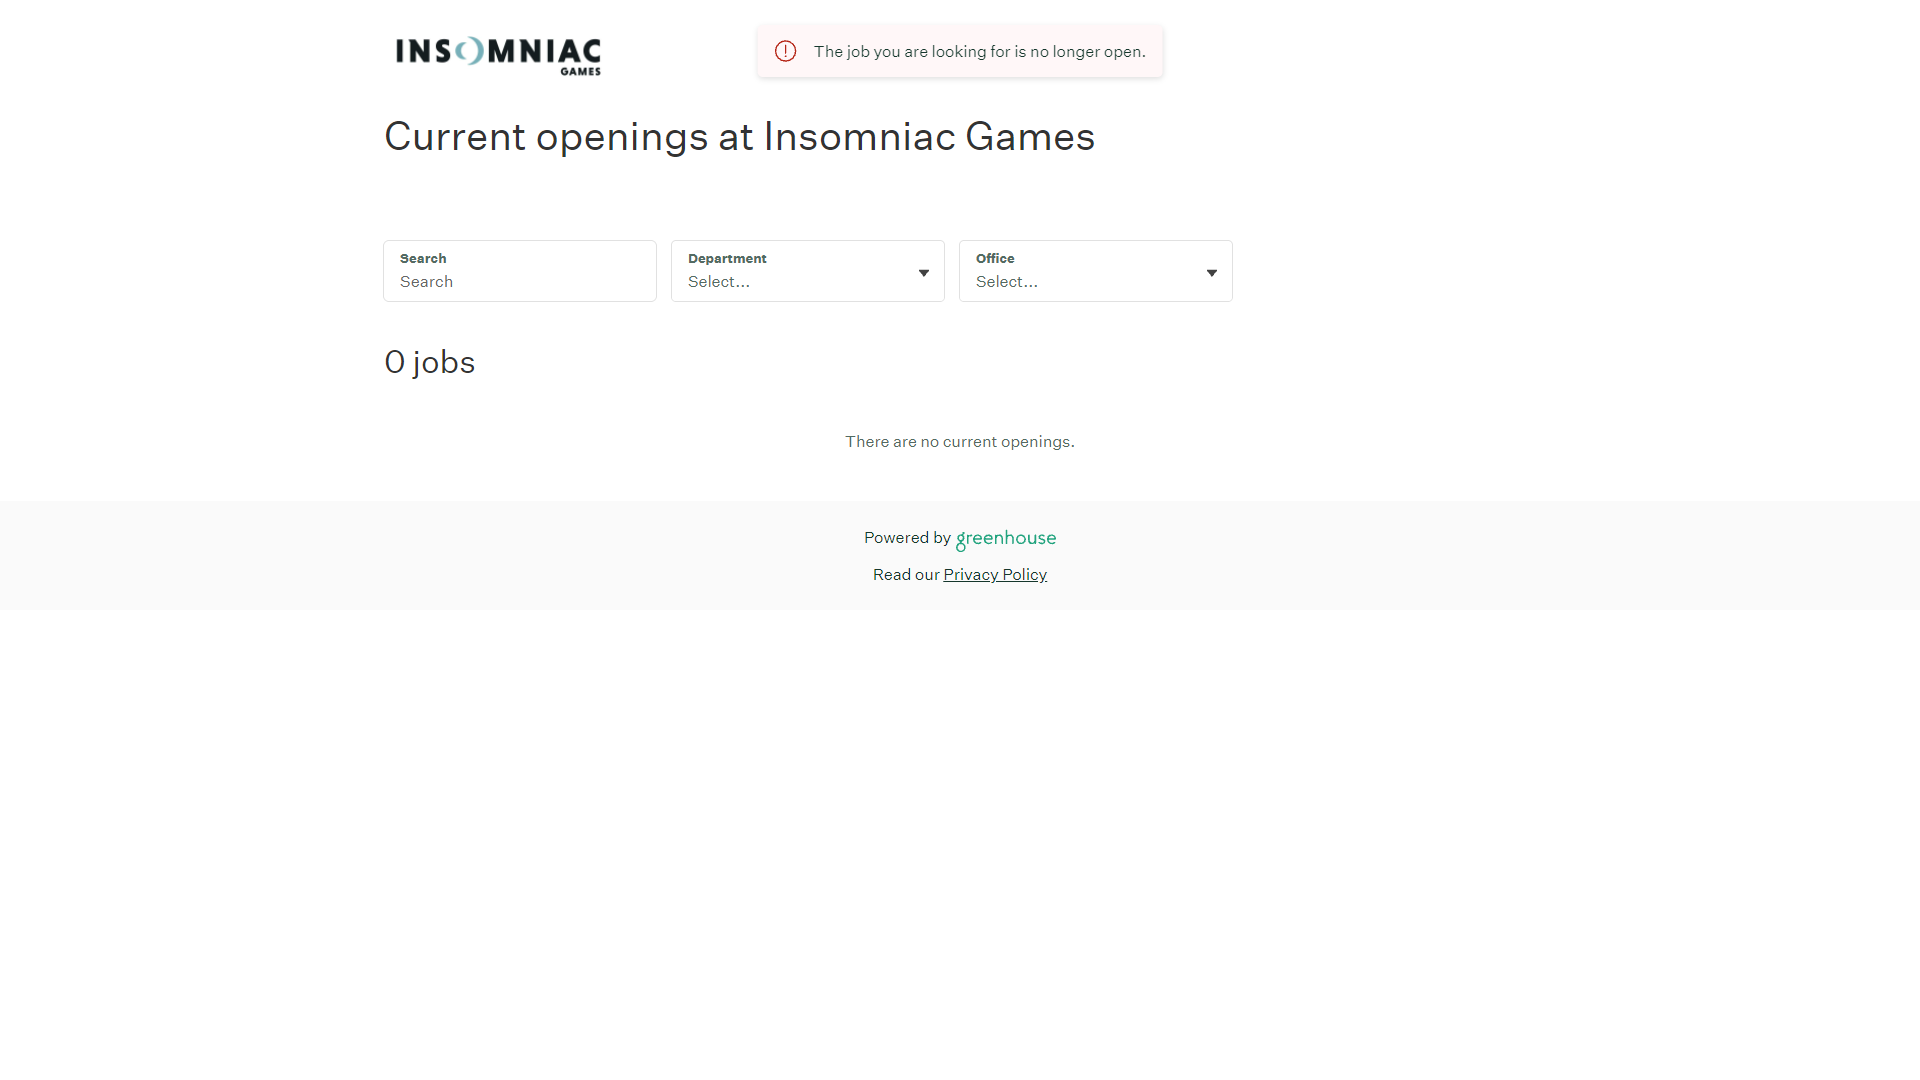 INSOMNIAC
GAMES
The job you are looking for is no longer open.
Current openings at Insomniac Games
Search
Search
Department
Select...
Office
Select...
0 jobs
There are no current openings.
Powered by greenhouse
Read our Privacy Policy